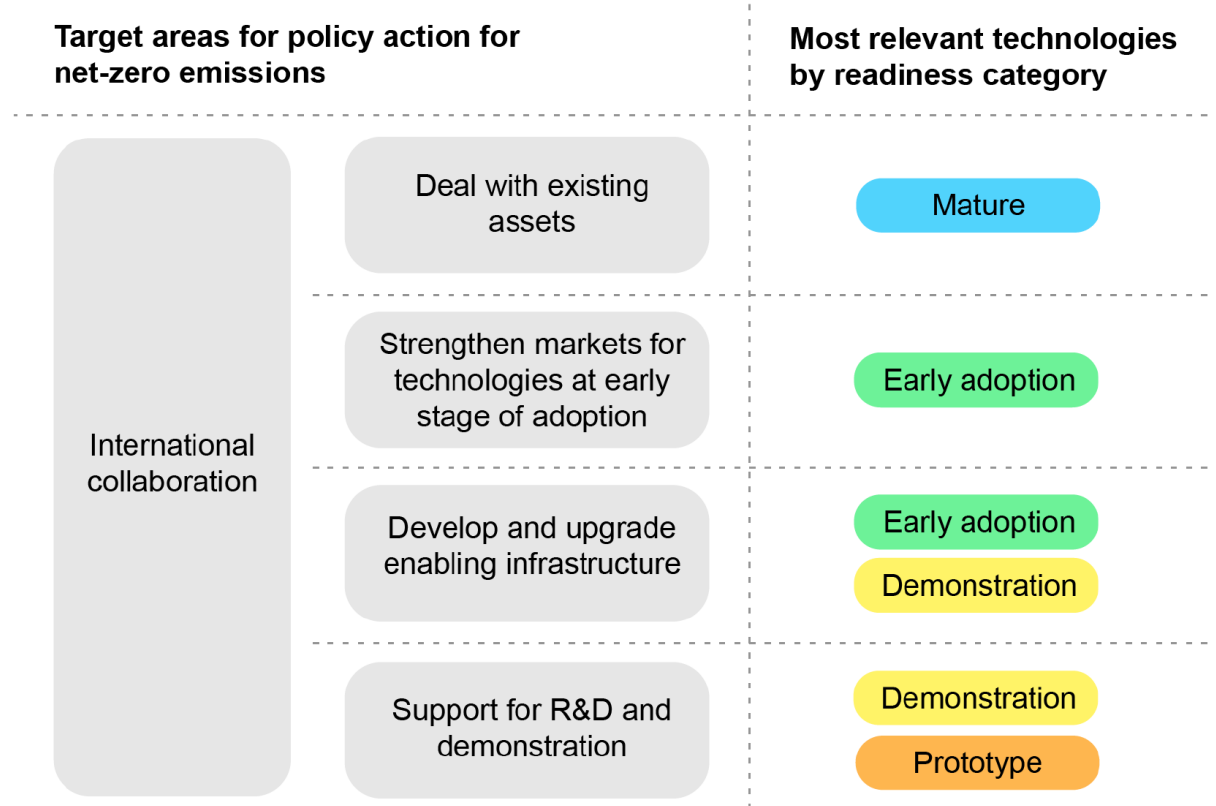 Target areas for policy action for
net-zero emissions
Most relevant technologies
by readiness category
International
collaboration
Deal with existing
assets
Mature
Strengthen markets for
technologies at early
stage of adoption
Early adoption
Develop and upgrade
enabling infrastructure
Early adoption
Demonstration
Support for R&D and
demonstration
Demonstration
Prototype